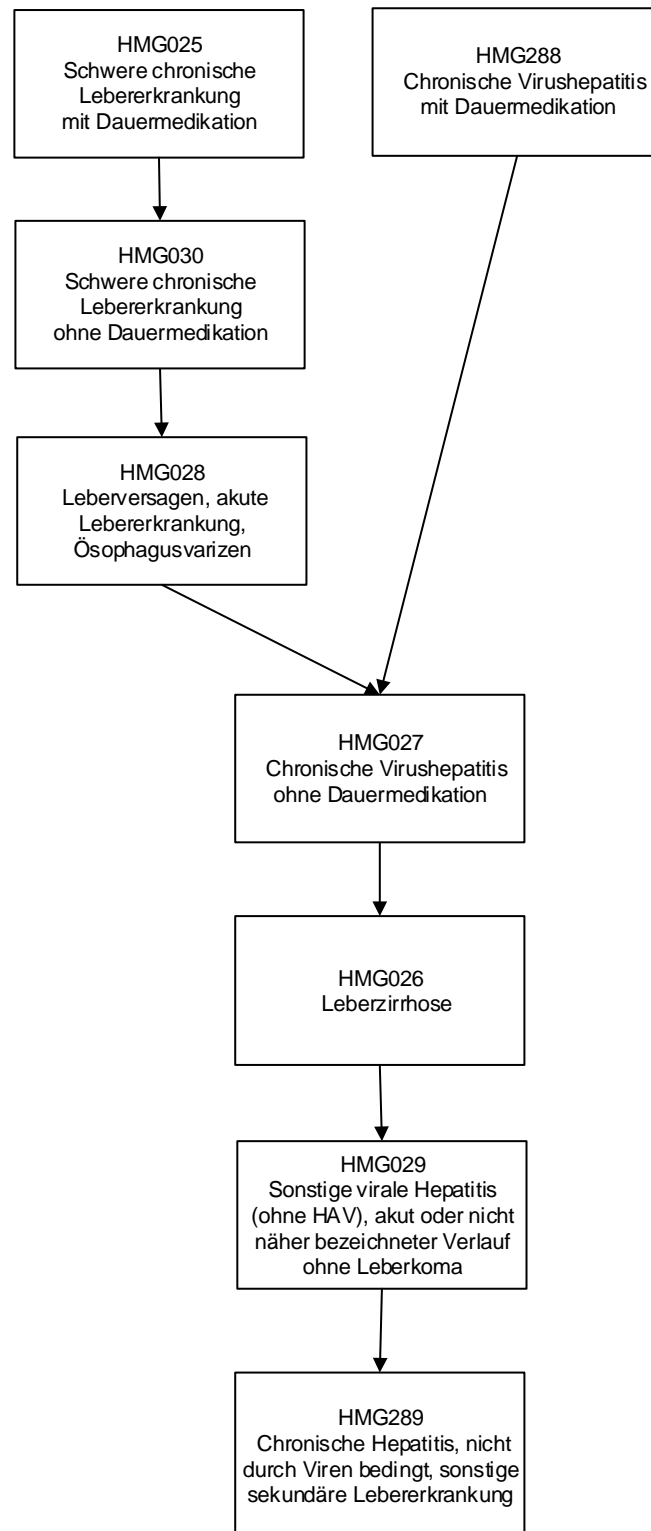 HMG025
Schwere chronische
Lebererkrankung
mit Dauermedikation
HMG288
Chronische Virushepatitis
mit Dauermedikation
HMG030
Schwere chronische
Lebererkrankung
ohne Dauermedikation
HMG028
Leberversagen, akute
Lebererkrankung,
Ösophagusvarizen
HMG027
Chronische Virushepatitis
ohne Dauermedikation
HMG026
Leberzirrhose
HMG029
Sonstige virale Hepatitis
(ohne HAV), akut oder nicht
näher bezeichneter Verlauf
ohne Leberkoma
HMG289
Chronische Hepatitis, nicht
durch Viren bedingt, sonstige
sekundäre Lebererkrankung